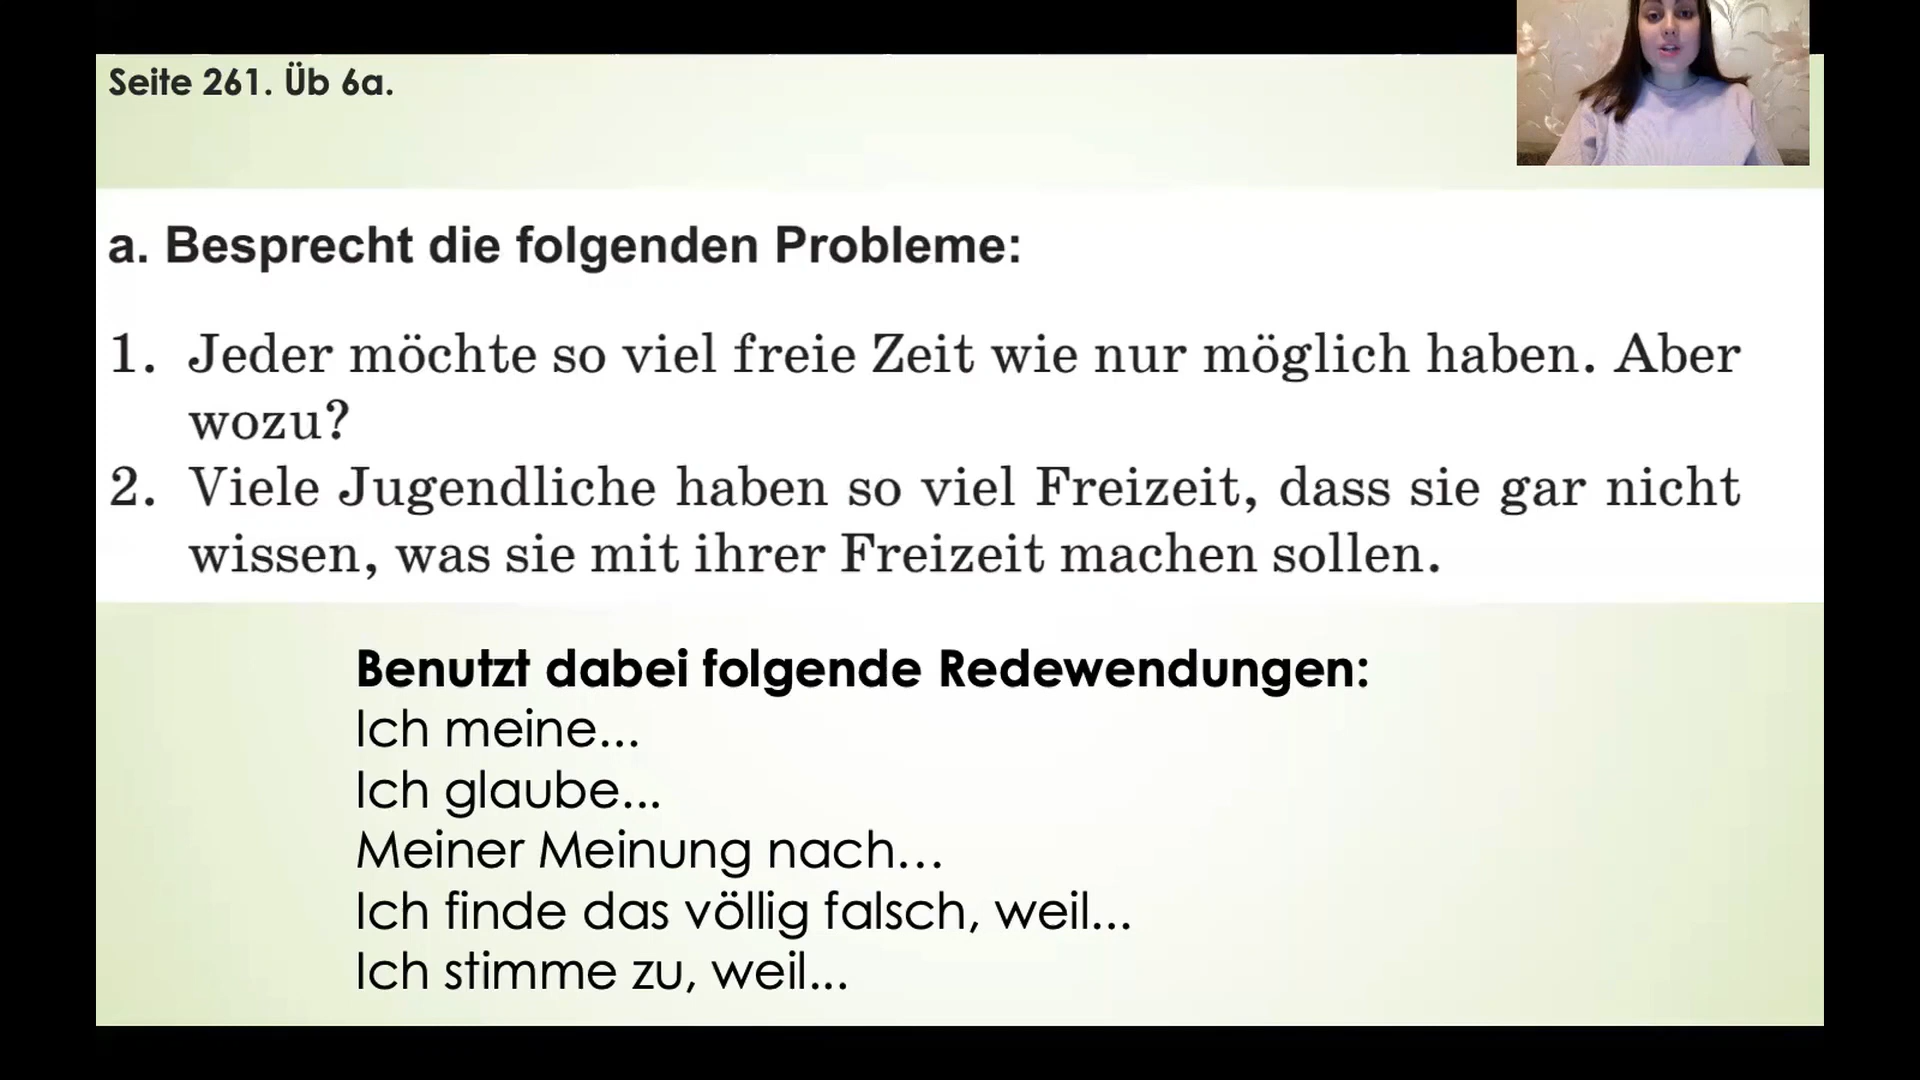 Seite 261. Üb 6a.
a. Besprecht die folgenden Probleme:
1. Jeder möchte so viel freie Zeit wie nur möglich haben. Aber
wozu?
2. Viele Jugendliche haben so viel Freizeit, dass sie gar nicht
wissen, was sie mit ihrer Freizeit machen sollen.
Benutzt dabei folgende Redewendungen:
Ich meine...
Ich glaube...
Meiner Meinung nach...
Ich finde das völlig falsch, weil...
Ich stimme zu, weil...